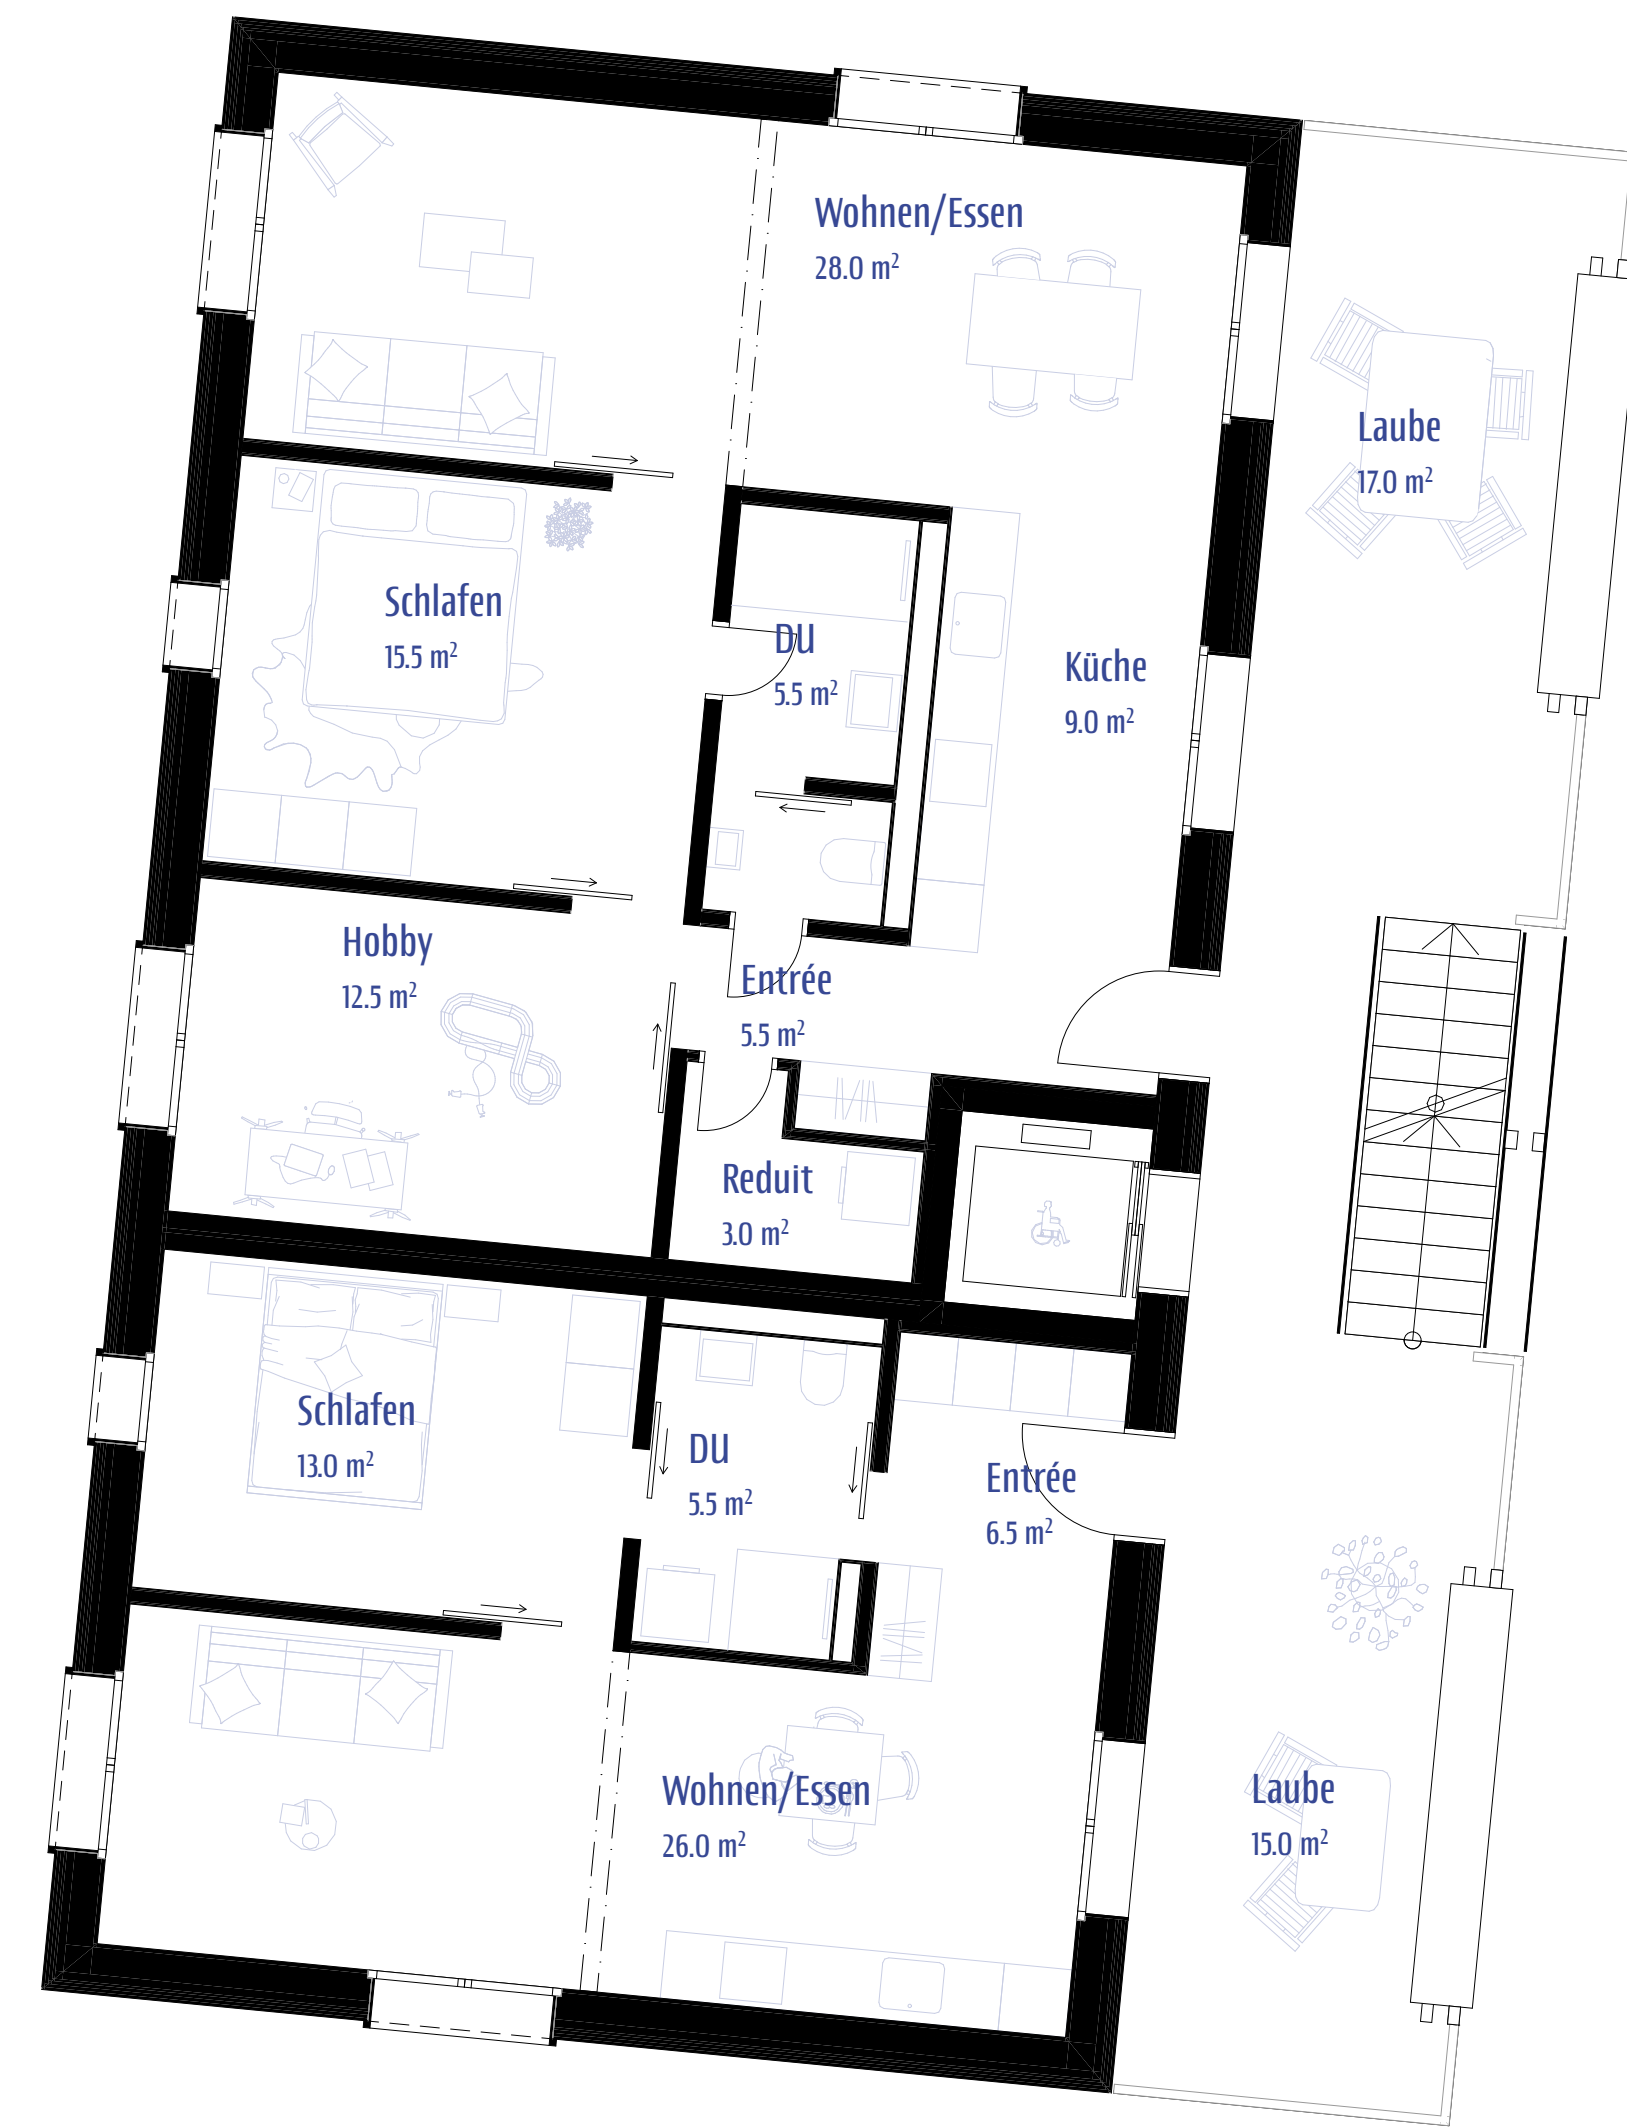 Wohnen/Essen
28.0 m²
Laube
17.0 m²
Schlafen
15.5 m²
DU
5.5 m²
Küche
9.0 m²
Hobby
12.5 m²
Entrée
5.5 m²
Reduit
3.0 m²
Schlafen
13.0 m²
DU
5.5 m²
Entrée
6.5 m²
Wohnen/Essen
26.0 m²
Laube
15.0 m²